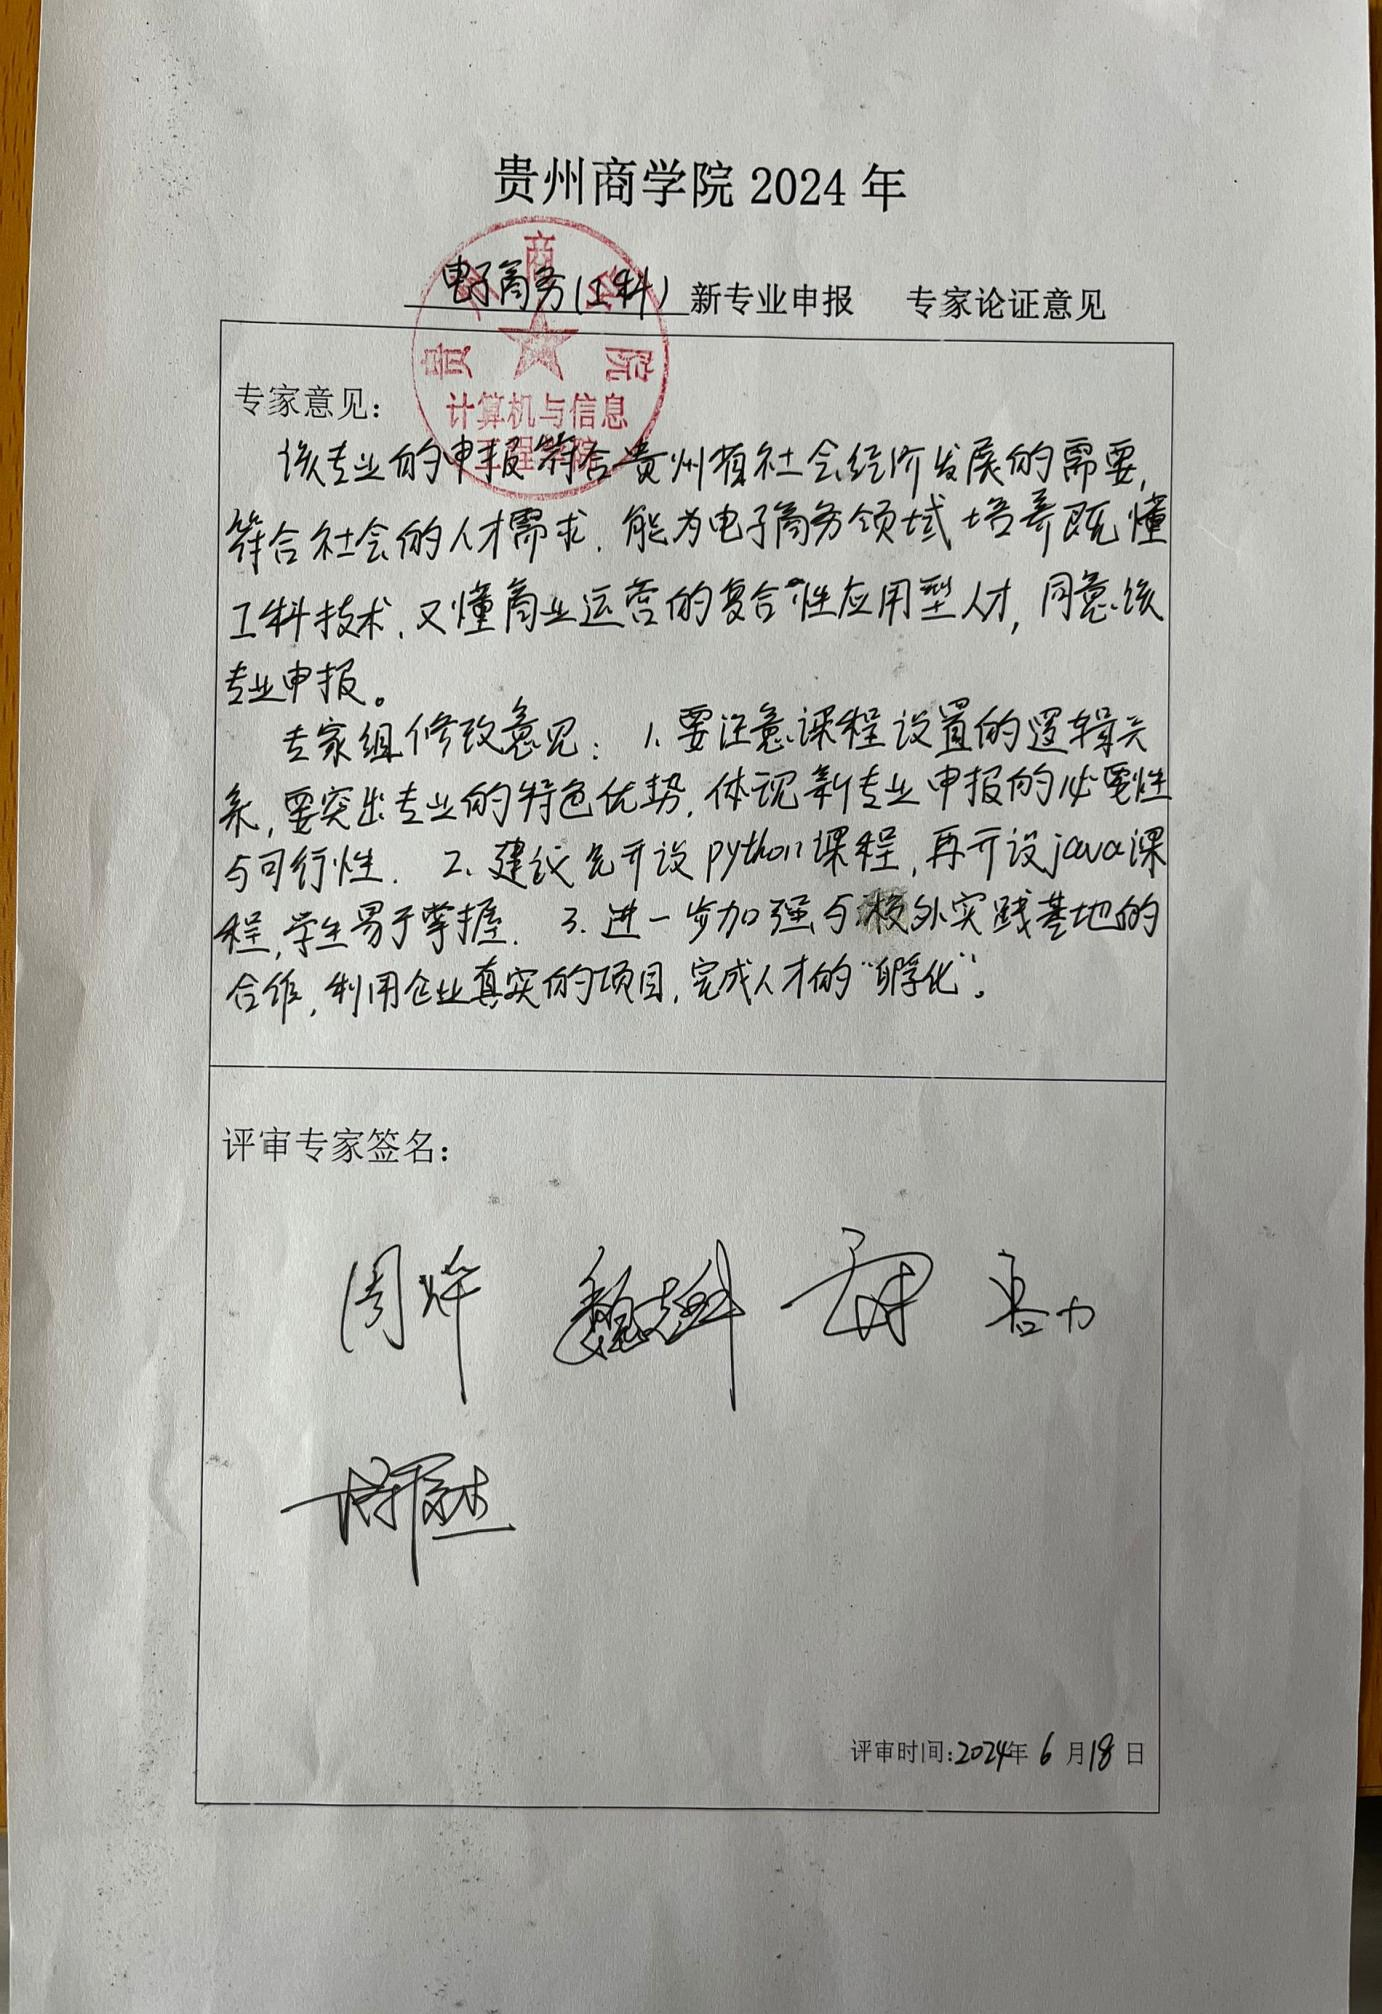 贵州商学院 2024 年
电子商务(工科) 新专业申报 专家论证意见
贵州商学院
计算机与信息
工程学院
专家意见：
该专业的申报符合贵州省社会经济发展的需要，
符合社会的人才需求．能为电子商务领域培养既懂
工科技术．又懂商业运营的复合性应用型人才，同意该
专业申报。
专家组修改意见：1、要注意课程设置的逻辑关
系，要突出专业的特色优势．体现新专业申报的必要性
与可行性． 2、建议先开设python课程，再开设java课
程，学生易于掌握． 3、进一步加强与校外实践基地的
合作，利用企业真实的项目，完成人才的“孵化”。
评审专家签名：
周烨
评审时间：2024年 6 月 18 日